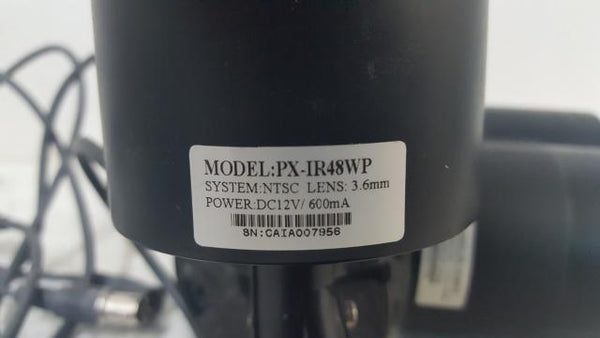 MODEL:PX-IR48WP
SYSTEM:NTSC LENS: 3.6mm
POWER:DC12V/ 600mA
SN:CAIA007956